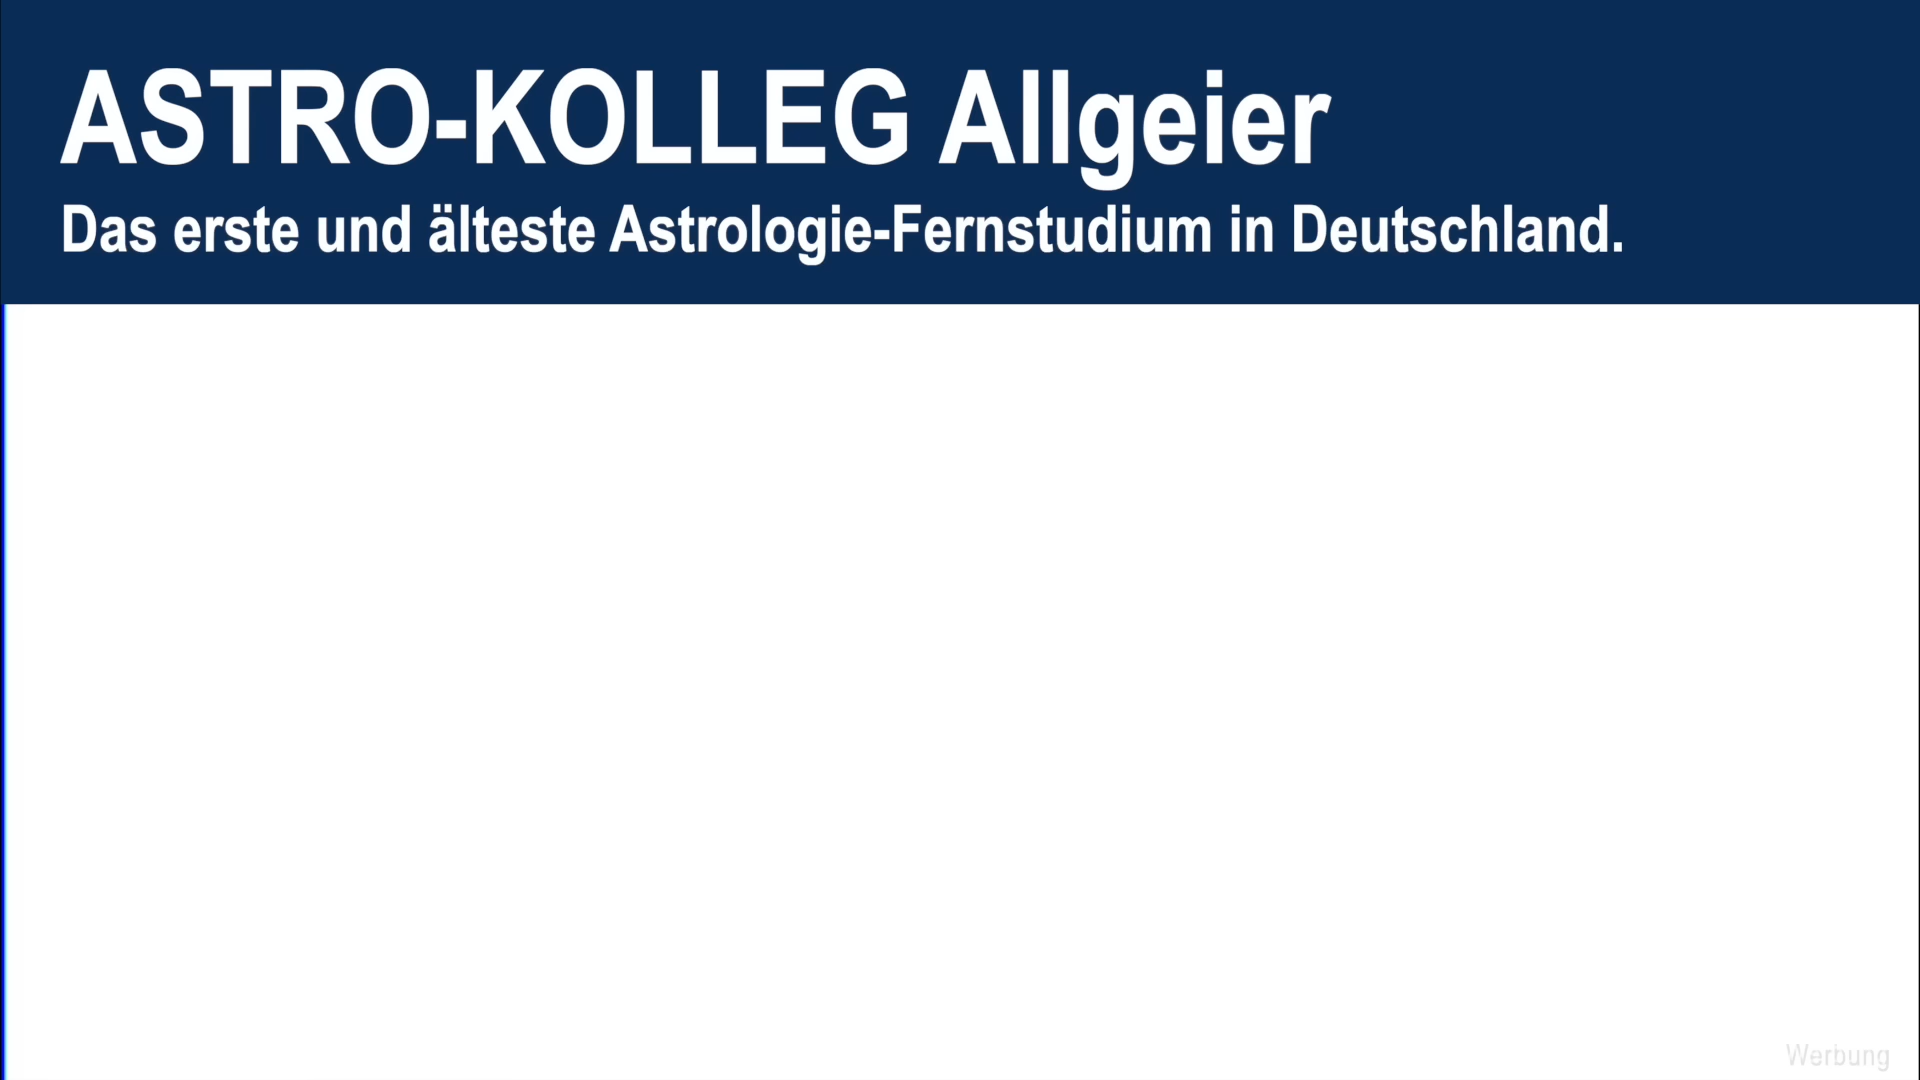 ASTRO-KOLLEG Allgeier
Das erste und älteste Astrologie-Fernstudium in Deutschland.
Werbung